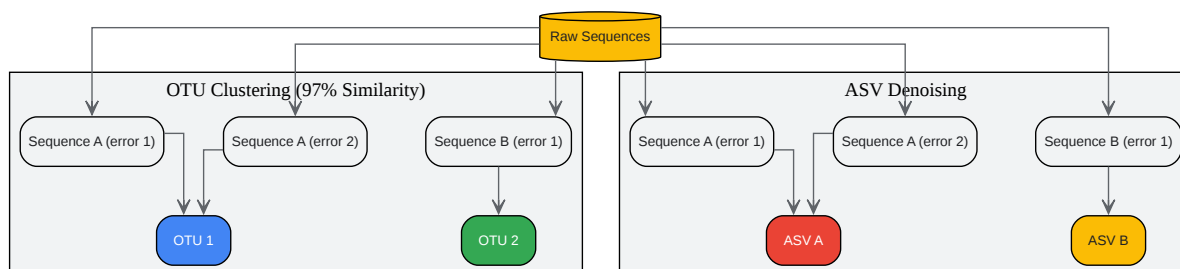 Raw Sequences
OTU Clustering (97% Similarity)
Sequence A (error 1)
Sequence A (error 2)
Sequence B (error 1)
OTU 1
OTU 2
ASV Denoising
Sequence A (error 1)
Sequence A (error 2)
Sequence B (error 1)
ASV A
ASV B